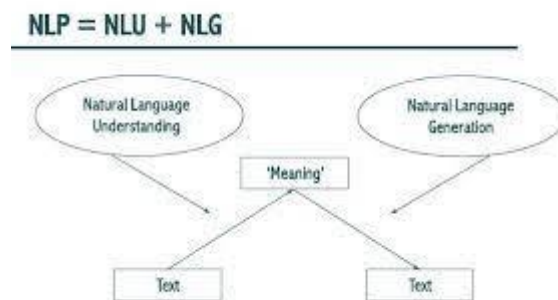 NLP = NLU + NLG
Natural Language
Understanding
Natural Language
Generation
'Meaning'
Text
Text